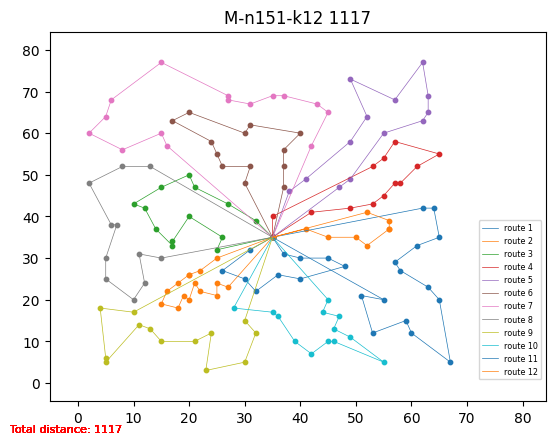 M-n151-k12 1117
80
70
60
50
40
30
20
10
0
0 10 20 30 40 50 60 70 80
route 1
route 2
route 3
route 4
route 5
route 6
route 7
route 8
route 9
route 10
route 11
route 12
Total distance: 1117